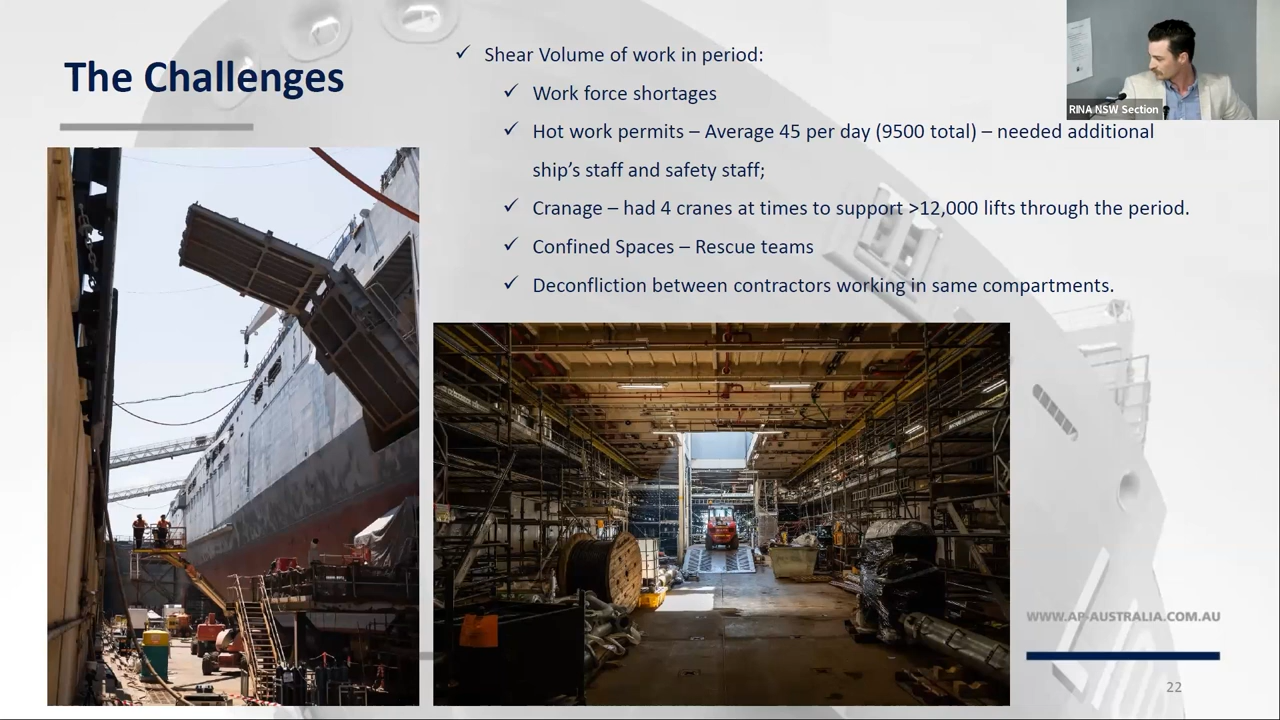 The Challenges
✓ Shear Volume of work in period:
✓ Work force shortages
✓ Hot work permits – Average 45 per day (9500 total) – needed additional
ship's staff and safety staff;
✓ Cranage – had 4 cranes at times to support >12,000 lifts through the period.
✓ Confined Spaces – Rescue teams
✓ Deconfliction between contractors working in same compartments.
RINA NSW Section
WWW.AP-AUSTRALIA.COM.AU
22